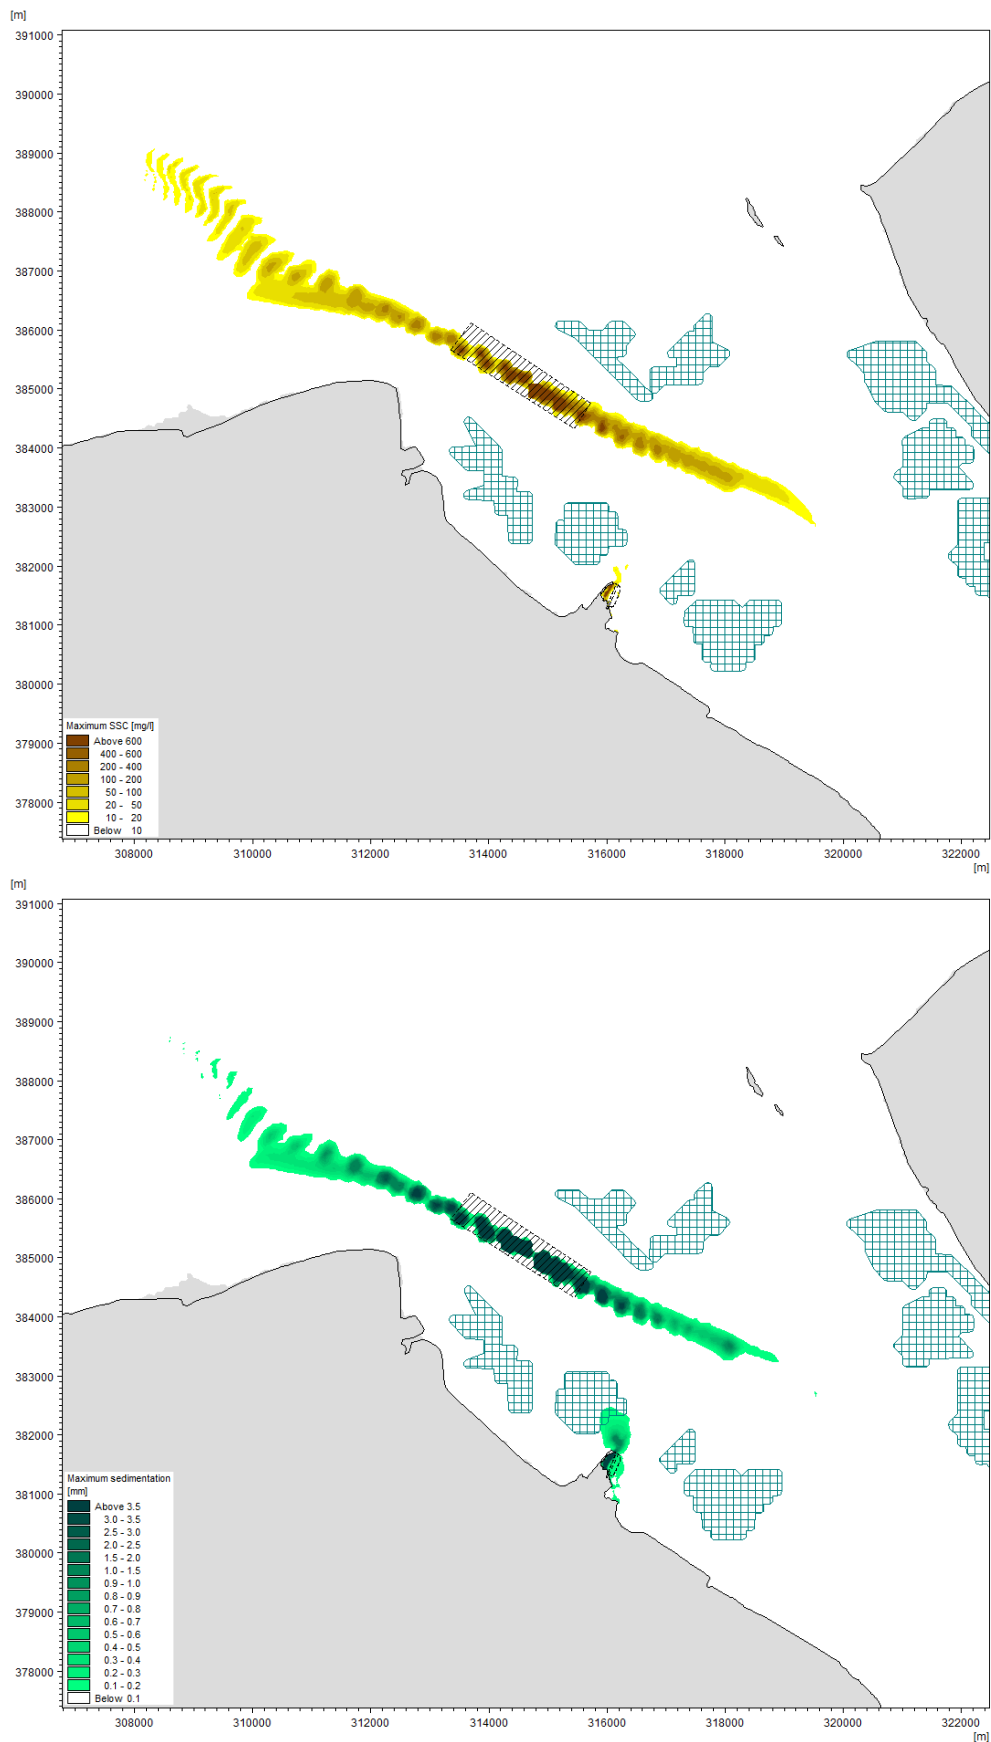 [m]
391000
390000
389000
388000
387000
386000
385000
384000
383000
382000
381000
380000
379000
378000
Maximum SSC [mg/l]
Above 600
400 - 600
200 - 400
100 - 200
50 - 100
20 - 50
10 - 20
Below 10
308000 310000 312000 314000 316000 318000 320000 322000
[m]
[m]
391000
390000
389000
388000
387000
386000
385000
384000
383000
382000
381000
380000
379000
378000
Maximum sedimentation
[mm]
Above 3.5
3.0 - 3.5
2.5 - 3.0
2.0 - 2.5
1.5 - 2.0
1.0 - 1.5
0.9 - 1.0
0.8 - 0.9
0.7 - 0.8
0.6 - 0.7
0.5 - 0.6
0.4 - 0.5
0.3 - 0.4
0.2 - 0.3
0.1 - 0.2
Below 0.1
308000 310000 312000 314000 316000 318000 320000 322000
[m]